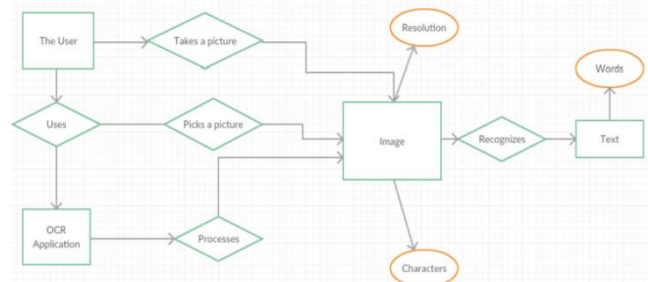 The User
Takes a picture
Resolution
Words
Uses
Picks a picture
Image
Recognizes
Text
OCR
Application
Processes
Characters